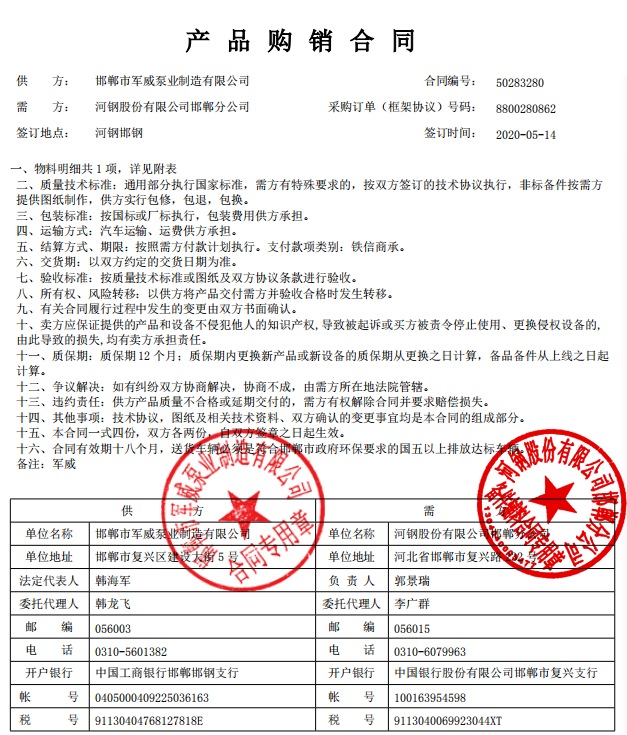 产品购销合同
供 方: 邯郸市军威泵业制造有限公司 合同编号: 50283280
需 方: 河钢股份有限公司邯郸分公司 采购订单（框架协议）号码: 8800280862
签订地点: 河钢邯钢 签订时间: 2020-05-14
一、物料明细共1项，详见附表
二、质量技术标准：通用部分执行国家标准，需方有特殊要求的，按双方签订的技术协议执行，非标备件按需方
提供图纸制作，供方实行包修，包退，包换。
三、包装标准：按国标或厂标执行，包装费用供方承担。
四、运输方式：汽车运输、运费供方承担。
五、结算方式、期限：按照需方付款计划执行。支付款项类别：铁信商承。
六、交货期：以双方约定的交货日期为准。
七、验收标准：按质量技术标准或图纸及双方协议条款进行验收。
八、所有权、风险转移：以供方将产品交付需方并验收合格时发生转移。
九、有关合同履行过程中发生的变更由双方书面确认。
十、卖方应保证提供的产品和设备不侵犯他人的知识产权,导致被起诉或买方被责令停止使用、更换侵权设备的,
由此导致的损失,均有卖方承担责任。
十一、质保期：质保期12个月；质保期内更换新产品或新设备的质保期从更换之日计算，备品备件从上线之日起
计算。
十二、争议解决：如有纠纷双方协商解决，协商不成，由需方所在地法院管辖。
十三、违约责任：供方产品质量不合格或延期交付的，需方有权解除合同并要求赔偿损失。
十四、其他事项：技术协议，图纸及相关技术资料、双方确认的变更事宜均是本合同的组成部分。
十五、本合同一式四份，双方各两份，自双方签章之日起生效。
十六、合同有效期十八个月，送货车辆必须是符合邯郸市政府环保要求的国五以上排放达标车辆。
备注：军威
供 方 需 方
单位名称 邯郸市军威泵业制造有限公司 单位名称 河钢股份有限公司邯郸分公司
单位地址 邯郸市复兴区建设大街5号 单位地址 河北省邯郸市复兴路 号
法定代表人 韩海军 负 责 人 郭景瑞
委托代理人 韩龙飞 委托代理人 李广群
邮 编 056003 邮 编 056015
电 话 0310-5601382 电 话 0310-6079963
开户银行 中国工商银行邯郸邯钢支行 开户银行 中国银行股份有限公司邯郸市复兴支行
帐 号 0405000409225036163 帐 号 100163954598
税 号 91130404768127818E 税 号 9113040069923044XT
邯郸市军威泵业制造有限公司
合同专用章
河钢股份有限公司邯郸分公司